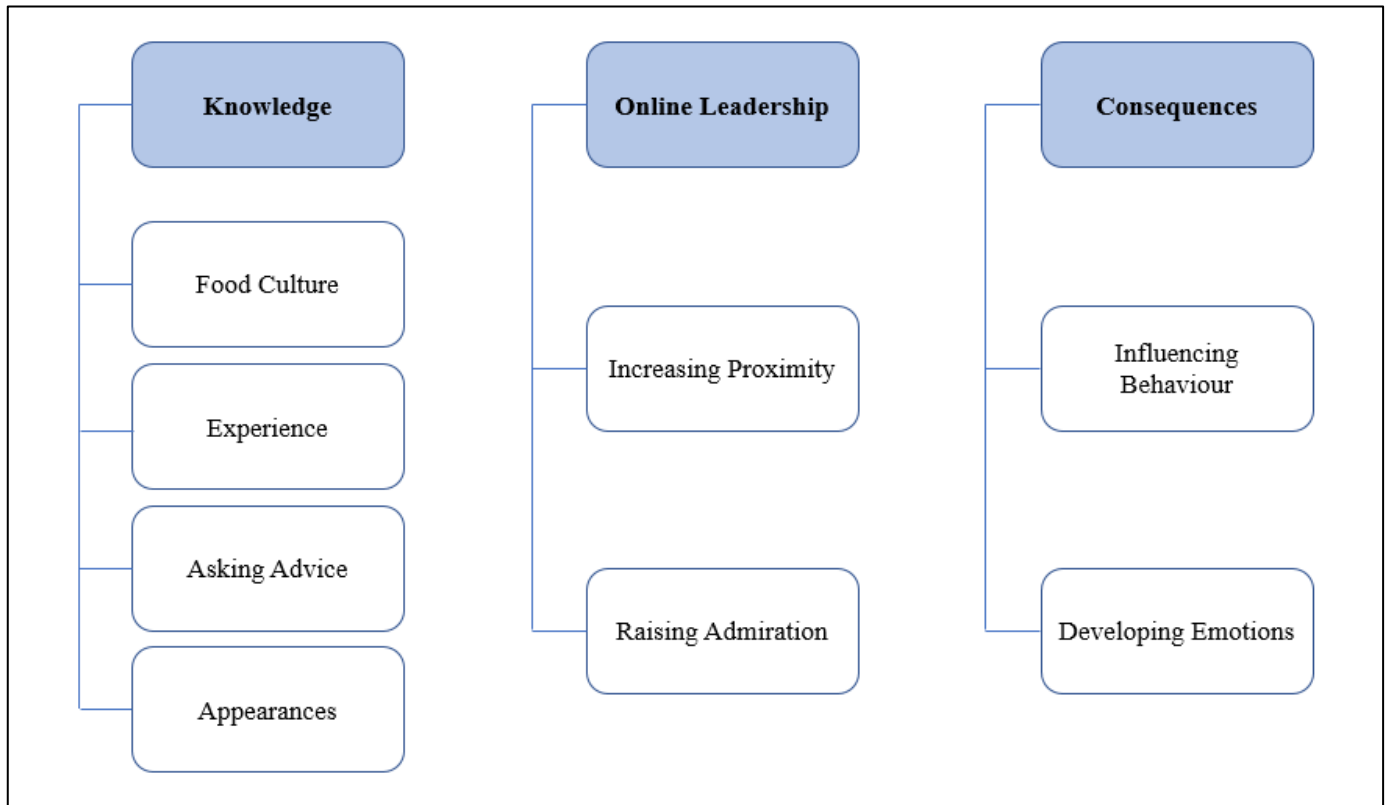 Knowledge
Food Culture
Experience
Asking Advice
Appearances
Online Leadership
Increasing Proximity
Raising Admiration
Consequences
Influencing
Behaviour
Developing Emotions